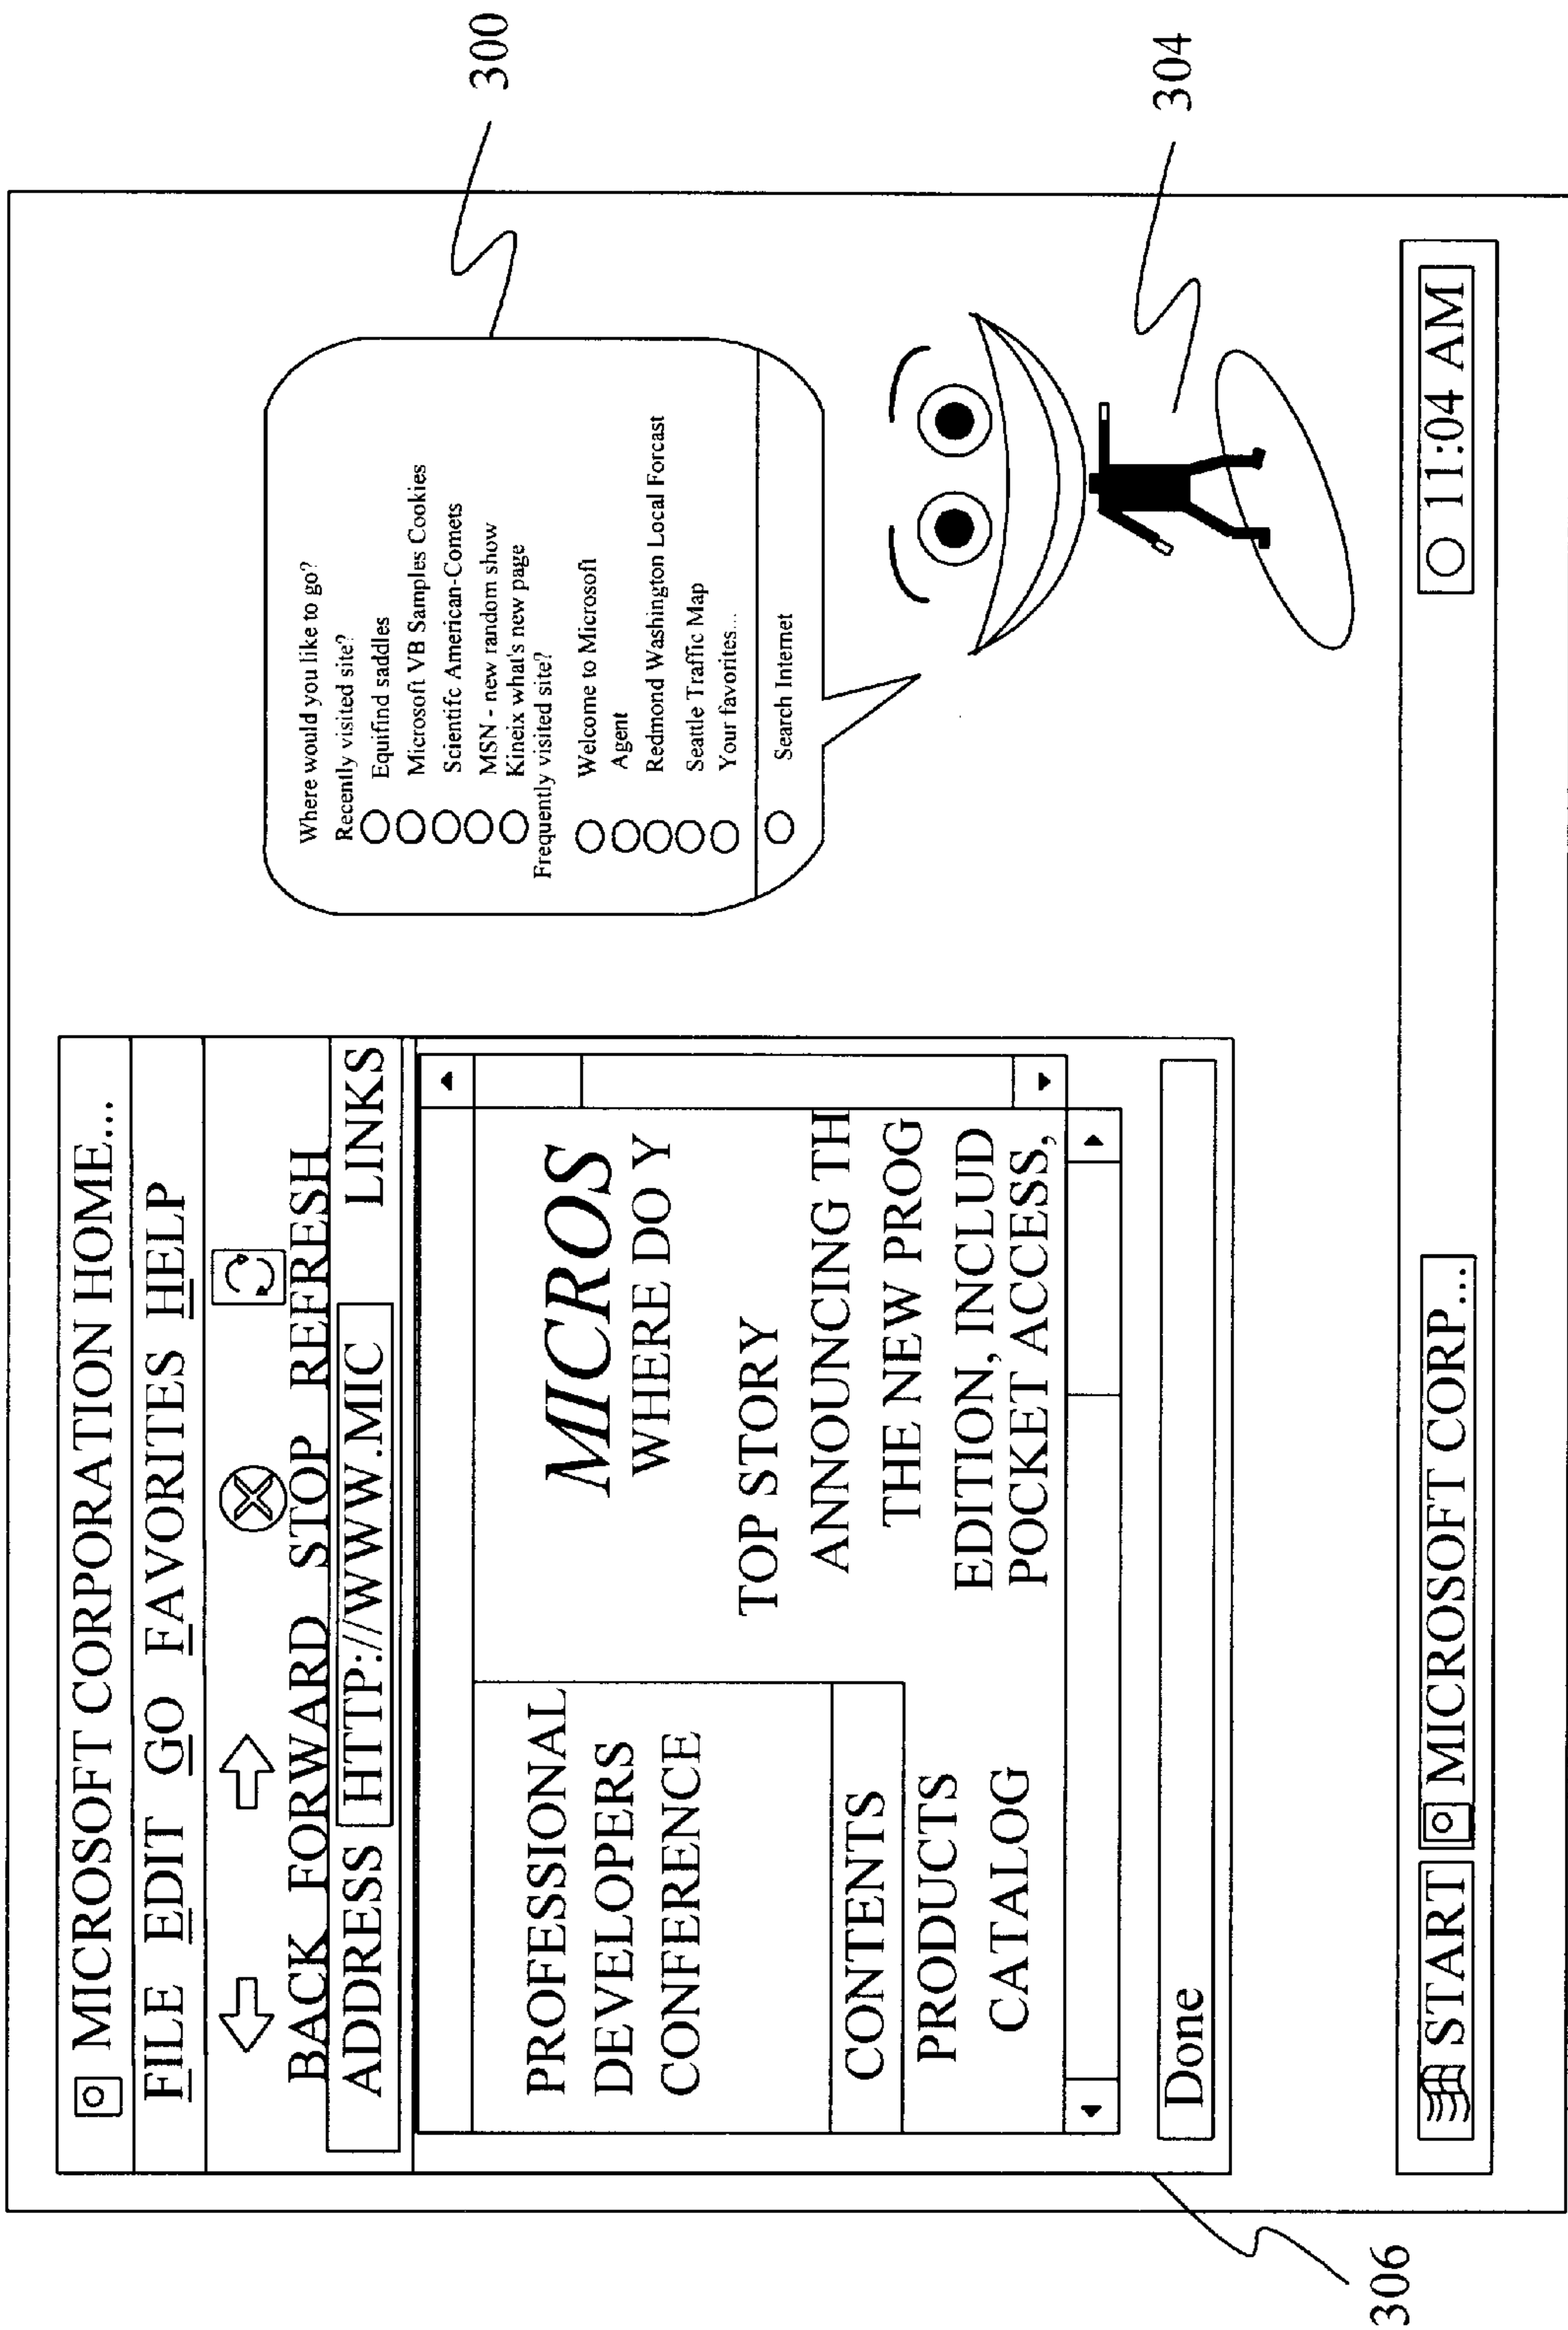 MICROSOFT CORPORATION HOME...
FILE EDIT GO FAVORITES HELP
BACK FORWARD STOP REFRESH
ADDRESS HTTP://WWW.MIC LINKS
PROFESSIONAL
DEVELOPERS
CONFERENCE
CONTENTS
PRODUCTS
CATALOG
MICROS
WHERE DO Y
TOP STORY
ANNOUNCING TH
THE NEW PROG
EDITION, INCLUD
POCKET ACCESS,
Done
306
Where would you like to go?
Recently visited site?
Equifind saddles
Microsoft VB Samples Cookies
Scientifc American-Comets
MSN - new random show
Kineix what's new page
Frequently visited site?
Welcome to Microsoft
Agent
Redmond Washington Local Forcast
Seattle Traffic Map
Your favorites...
Search Internet
300
304
START MICROSOFT CORP... 11:04 AM